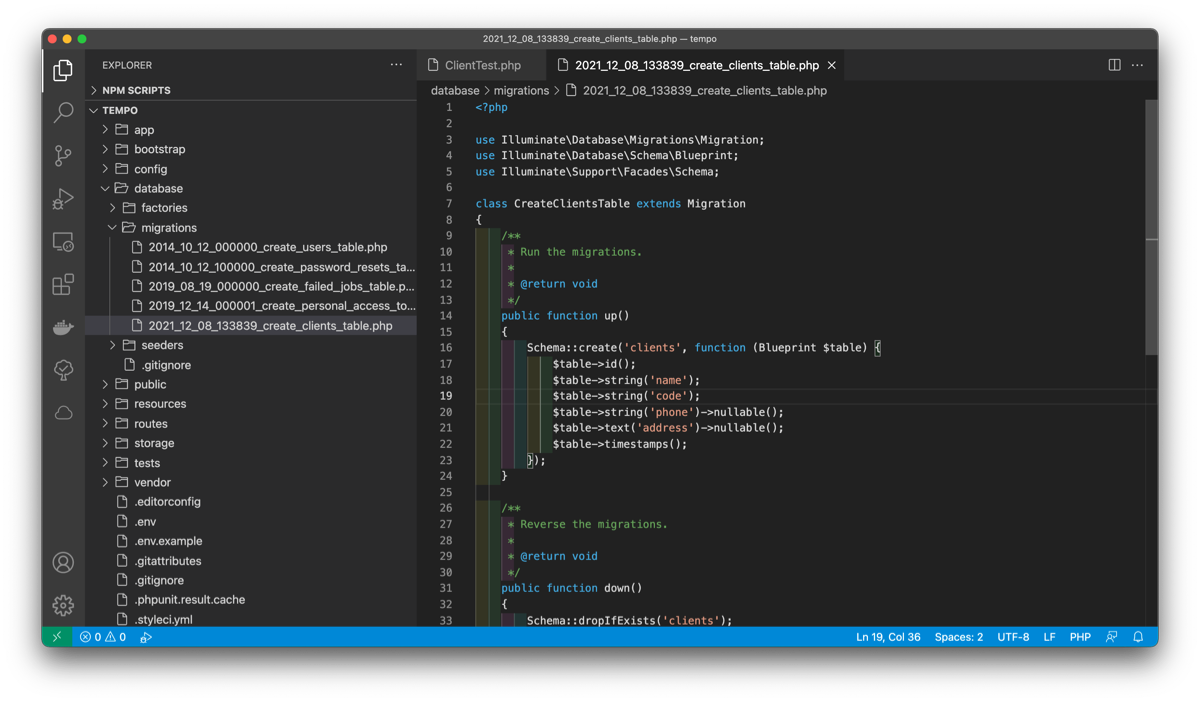 2021_12_08_133839_create_clients_table.php — tempo
EXPLORER
NPM SCRIPTS
TEMPO
app
bootstrap
config
database
factories
migrations
2014_10_12_000000_create_users_table.php
2014_10_12_100000_create_password_resets_ta...
2019_08_19_000000_create_failed_jobs_table.p...
2019_12_14_000001_create_personal_access_to...
2021_12_08_133839_create_clients_table.php
seeders
.gitignore
public
resources
routes
storage
tests
vendor
.editorconfig
.env
.env.example
.gitattributes
.gitignore
.phpunit.result.cache
.styleci.yml
ClientTest.php
2021_12_08_133839_create_clients_table.php
database > migrations > 2021_12_08_133839_create_clients_table.php
1 <?php
2
3 use Illuminate\Database\Migrations\Migration;
4 use Illuminate\Database\Schema\Blueprint;
5 use Illuminate\Support\Facades\Schema;
6
7 class CreateClientsTable extends Migration
8 {
9 /**
10 * Run the migrations.
11 *
12 * @return void
13 */
14 public function up()
15 {
16 Schema::create('clients', function (Blueprint $table) {
17 $table->id();
18 $table->string('name');
19 $table->string('code');
20 $table->string('phone')->nullable();
21 $table->text('address')->nullable();
22 $table->timestamps();
23 });
24 }
25
26 /**
27 * Reverse the migrations.
28 *
29 * @return void
30 */
31 public function down()
32 {
33 Schema::dropIfExists('clients');
0 0
Ln 19, Col 36 Spaces: 2 UTF-8 LF PHP